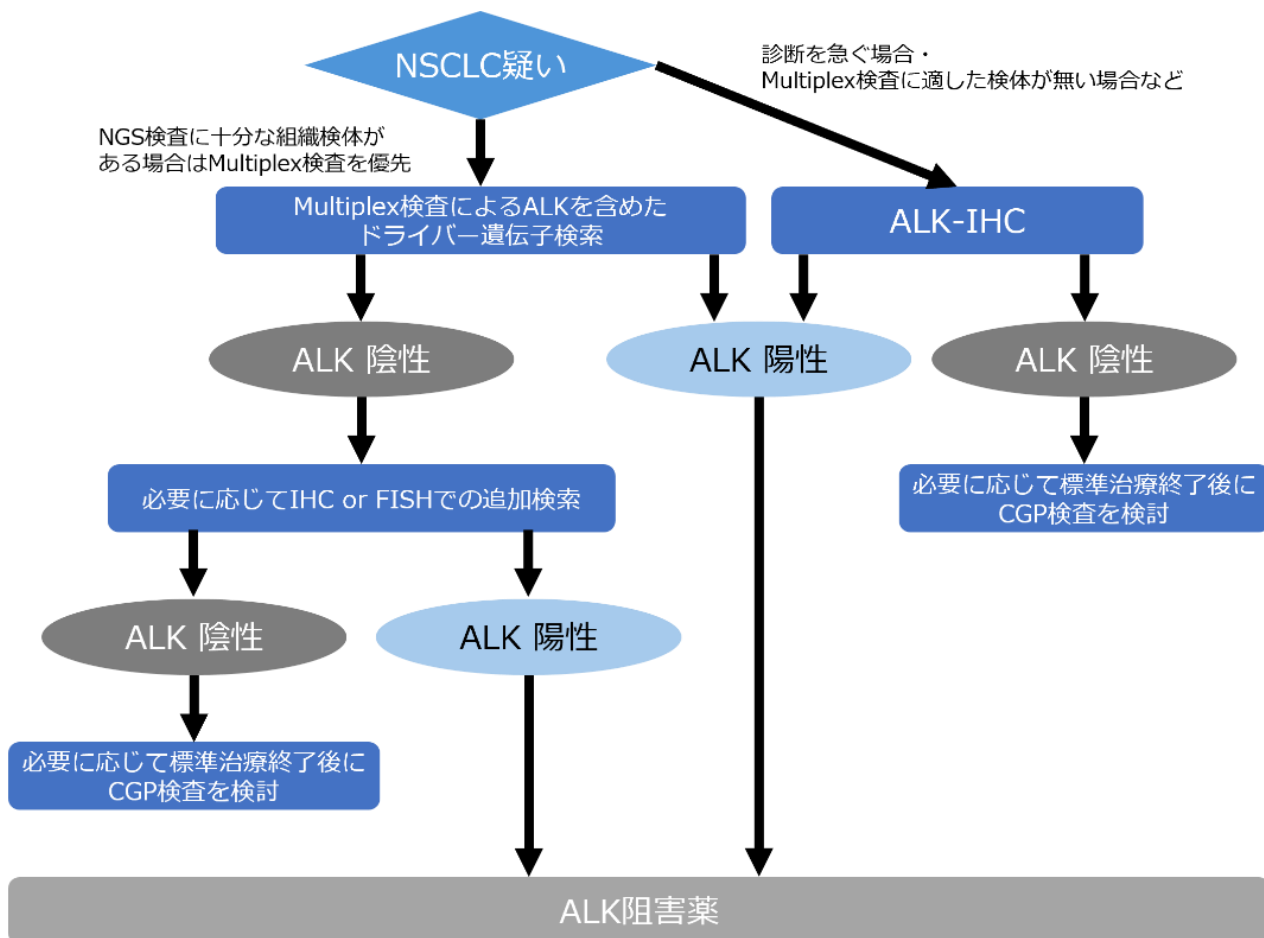 NSCLC疑い
診断を急ぐ場合・
Multiplex検査に適した検体が無い場合など
NGS検査に十分な組織検体が
ある場合はMultiplex検査を優先
Multiplex検査によるALKを含めた
ドライバー遺伝子検索
ALK-IHC
ALK 陰性
ALK 陽性
ALK 陰性
必要に応じてIHC or FISHでの追加検索
必要に応じて標準治療終了後に
CGP検査を検討
ALK 陰性
ALK 陽性
必要に応じて標準治療終了後に
CGP検査を検討
ALK阻害薬